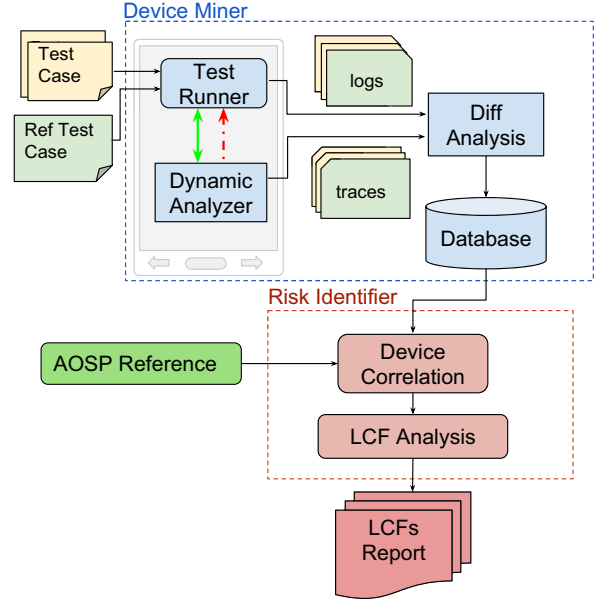 Device Miner
Test
Case
Ref Test
Case
Test
Runner
Dynamic
Analyzer
logs
traces
Diff
Analysis
Database
Risk Identifier
AOSP Reference
Device
Correlation
LCF Analysis
LCFs
Report